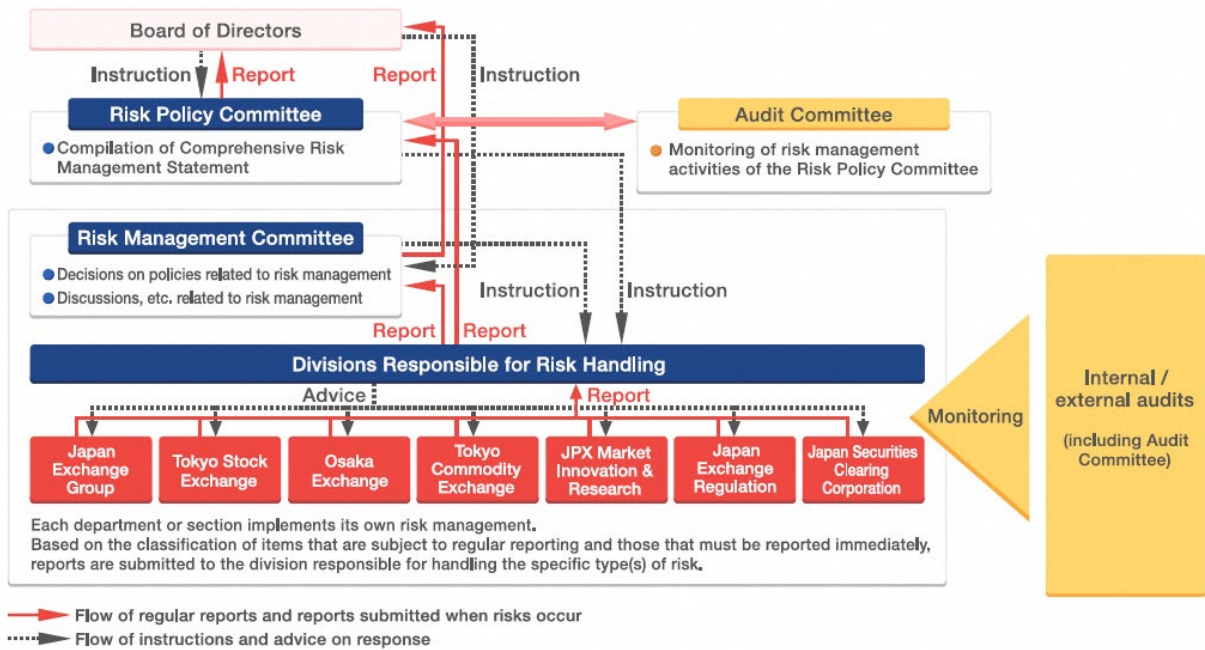 Board of Directors
Instruction
Report
Report
Instruction
Risk Policy Committee
Compilation of Comprehensive Risk
Management Statement
Audit Committee
Monitoring of risk management
activities of the Risk Policy Committee
Risk Management Committee
Decisions on policies related to risk management
Discussions, etc. related to risk management
Instruction
Instruction
Report
Report
Divisions Responsible for Risk Handling
Advice
Report
Japan
Exchange
Group
Tokyo Stock
Exchange
Osaka
Exchange
Tokyo
Commodity
Exchange
JPX Market
Innovation &
Research
Japan
Exchange
Regulation
Japan Securities
Clearing
Corporation
Monitoring
Internal /
external audits
(including Audit
Committee)
Each department or section implements its own risk management.
Based on the classification of items that are subject to regular reporting and those that must be reported immediately,
reports are submitted to the division responsible for handling the specific type(s) of risk.
Flow of regular reports and reports submitted when risks occur
Flow of instructions and advice on response